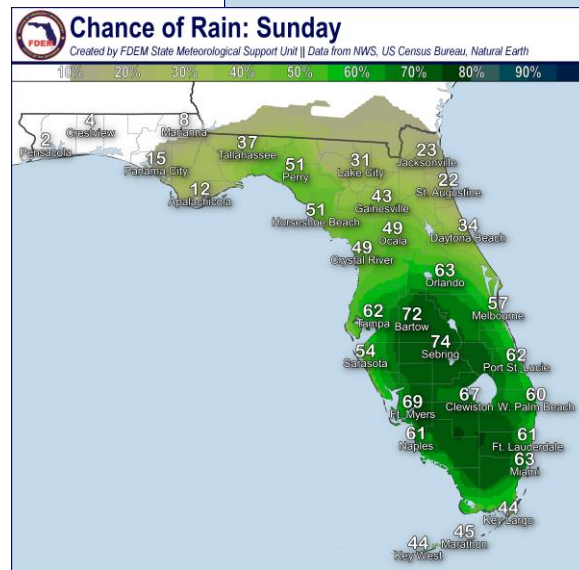 FDEM
Chance of Rain: Sunday
Created by FDEM State Meteorological Support Unit || Data from NWS, US Census Bureau, Natural Earth
10% 20% 30% 40% 50% 60% 70% 80% 90%
2
Pensacola
4
Crestview
8
Marianna
15
Panama City
12
Apalachicola
37
Tallahassee
51
Perry
31
Lake City
23
Jacksonville
22
St. Augustine
43
Gainesville
51
Horseshoe Beach
49
Ocala
34
Daytona Beach
49
Crystal River
63
Orlando
57
Melbourne
62
Tampa
72
Bartow
74
Sebring
54
Sarasota
62
Port St. Lucie
69
Ft. Myers
67
Clewiston
60
W. Palm Beach
61
Naples
61
Ft. Lauderdale
63
Miami
44
Key Largo
45
Marathon
44
Key West